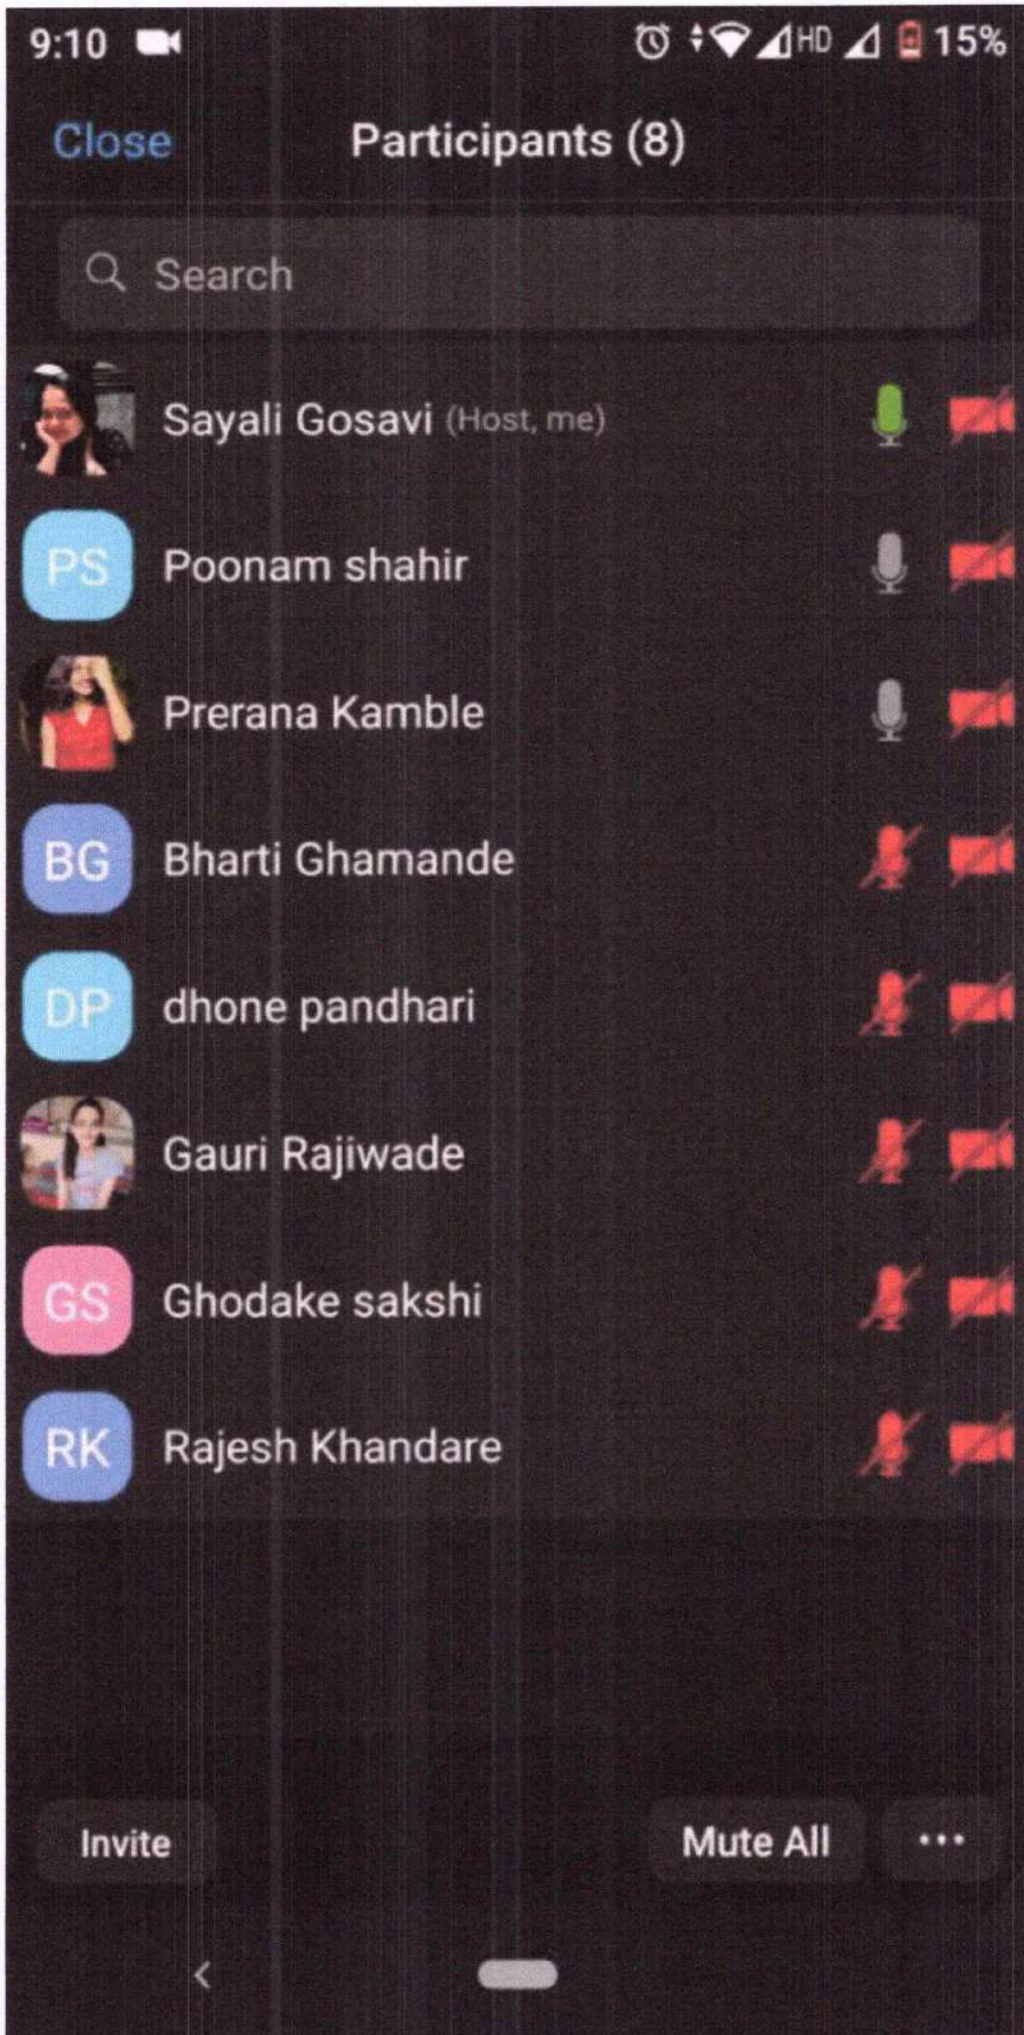 9:10 HD 15%
Close Participants (8)
Search
Sayali Gosavi (Host, me)
PS Poonam shahir
Prerana Kamble
BG Bharti Ghamande
DP dhone pandhari
Gauri Rajiwade
GS Ghodake sakshi
RK Rajesh Khandare
Invite Mute All ...